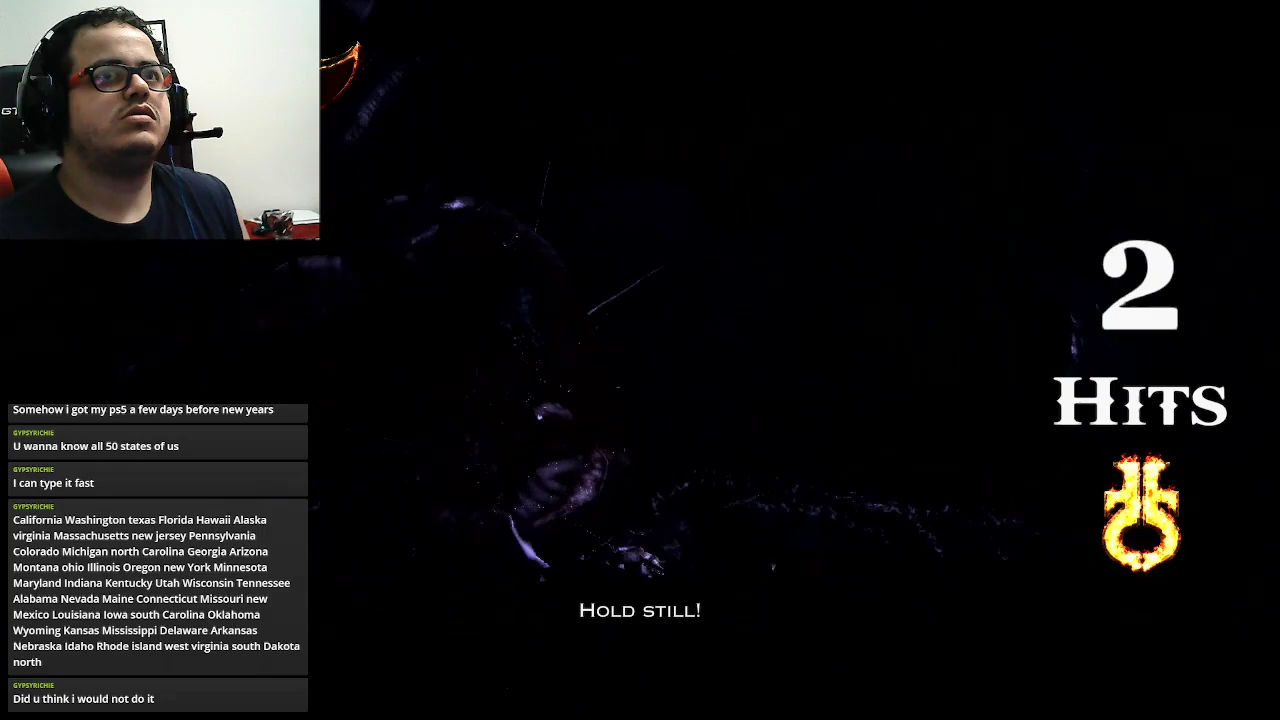 GT
Somehow i got my ps5 a few days before new years
GYPSYRICHIE
U wanna know all 50 states of us
GYPSYRICHIE
I can type it fast
GYPSYRICHIE
California Washington texas Florida Hawaii Alaska
virginia Massachusetts new jersey Pennsylvania
Colorado Michigan north Carolina Georgia Arizona
Montana ohio Illinois Oregon new York Minnesota
Maryland Indiana Kentucky Utah Wisconsin Tennessee
Alabama Nevada Maine Connecticut Missouri new
Mexico Louisiana Iowa south Carolina Oklahoma
Wyoming Kansas Mississippi Delaware Arkansas
Nebraska Idaho Rhode island west virginia south Dakota
north
GYPSYRICHIE
Did u think i would not do it
HOLD STILL!
2
HITS